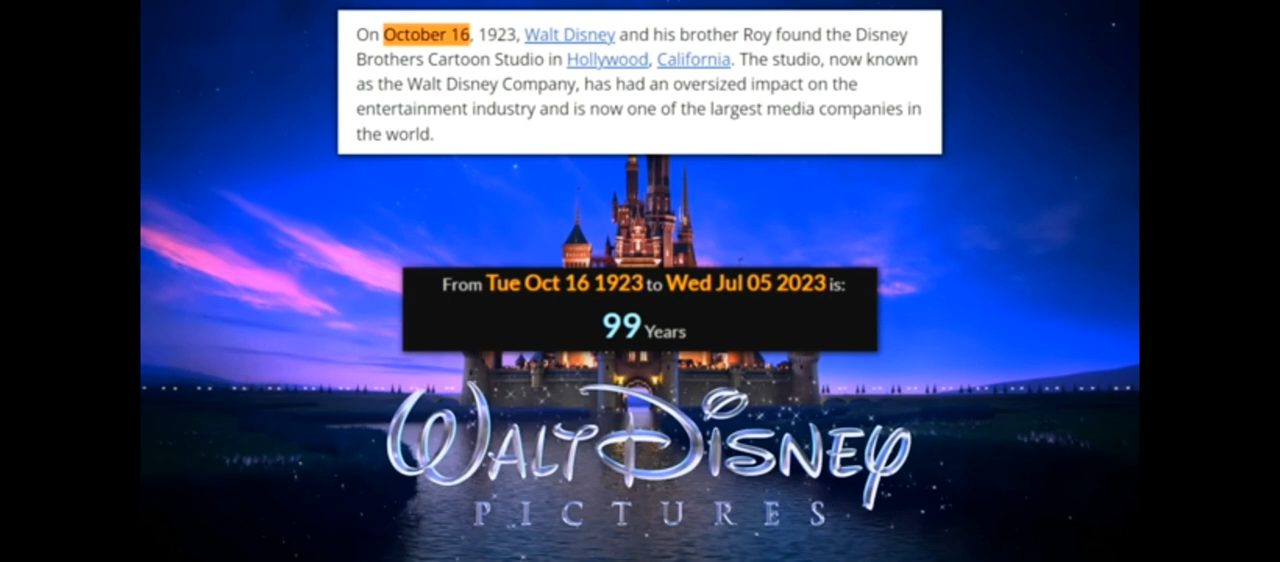 On October 16, 1923, Walt Disney and his brother Roy found the Disney
Brothers Cartoon Studio in Hollywood, California. The studio, now known
as the Walt Disney Company, has had an oversized impact on the
entertainment industry and is now one of the largest media companies in
the world.
From Tue Oct 16 1923 to Wed Jul 05 2023 is:
99 Years
WALT DISNEY
PICTURES